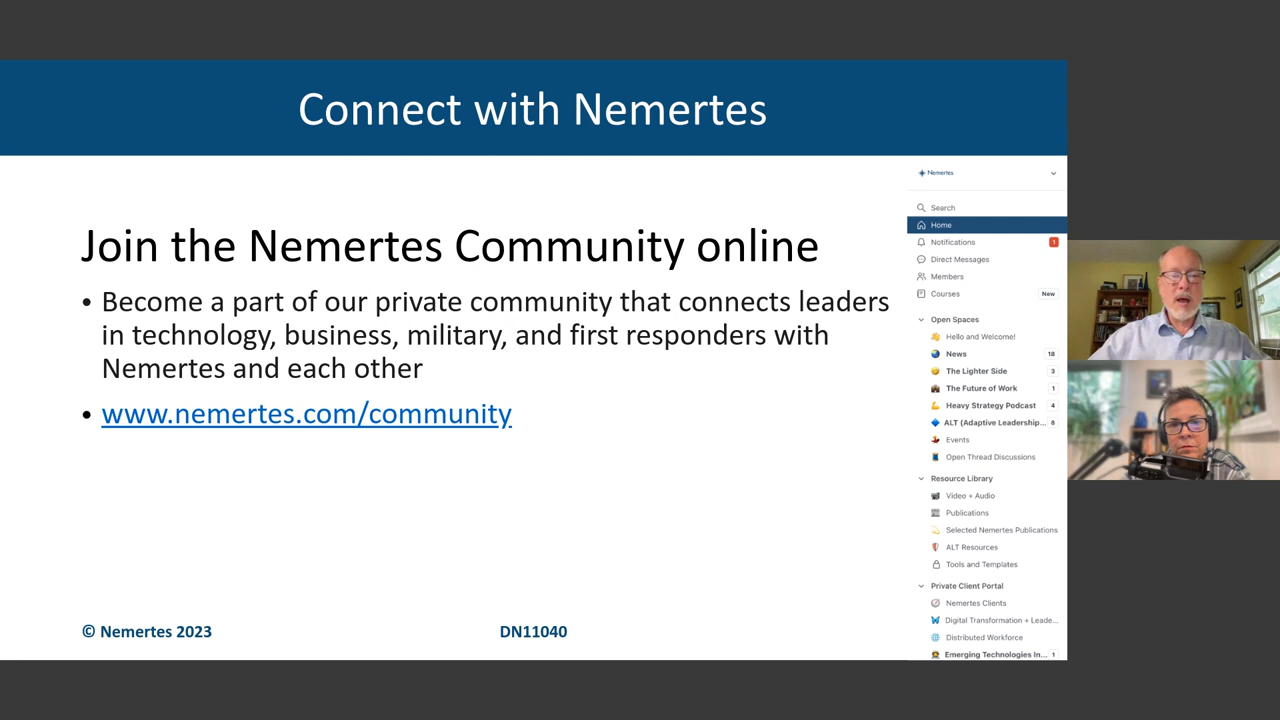 Connect with Nemertes
Join the Nemertes Community online
• Become a part of our private community that connects leaders
in technology, business, military, and first responders with
Nemertes and each other
• www.nemertes.com/community
© Nemertes 2023
DN11040
Nemertes
Search
Home
Notifications 1
Direct Messages
Members
Courses New
Open Spaces
Hello and Welcome!
News 18
The Lighter Side 3
The Future of Work 1
Heavy Strategy Podcast 4
ALT (Adaptive Leadership... 8
Events
Open Thread Discussions
Resource Library
Video + Audio
Publications
Selected Nemertes Publications
ALT Resources
Tools and Templates
Private Client Portal
Nemertes Clients
Digital Transformation + Leade...
Distributed Workforce
Emerging Technologies In... 1